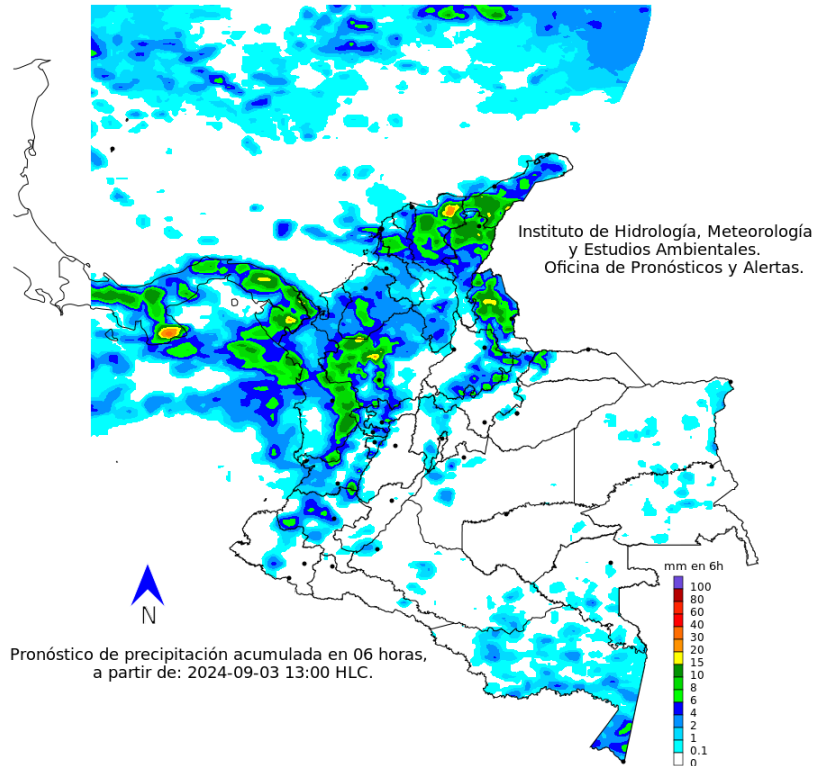 Instituto de Hidrología, Meteorología
y Estudios Ambientales.
Oficina de Pronósticos y Alertas.
mm en 6h
100
80
60
40
30
20
15
10
8
6
4
2
1
0.1
0
N
Pronóstico de precipitación acumulada en 06 horas,
a partir de: 2024-09-03 13:00 HLC.